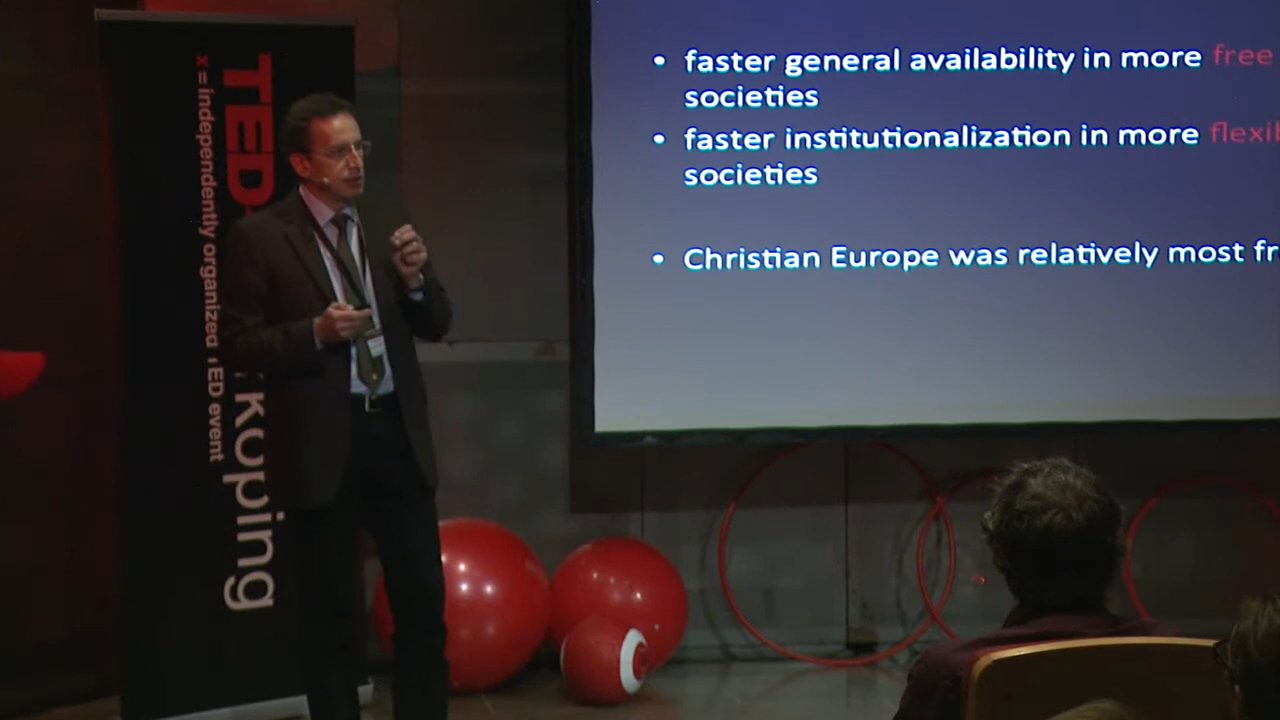 TED
x = independently organized TED event
köping
• faster general availability in more free
societies
• faster institutionalization in more
societies
• Christian Europe was relatively most